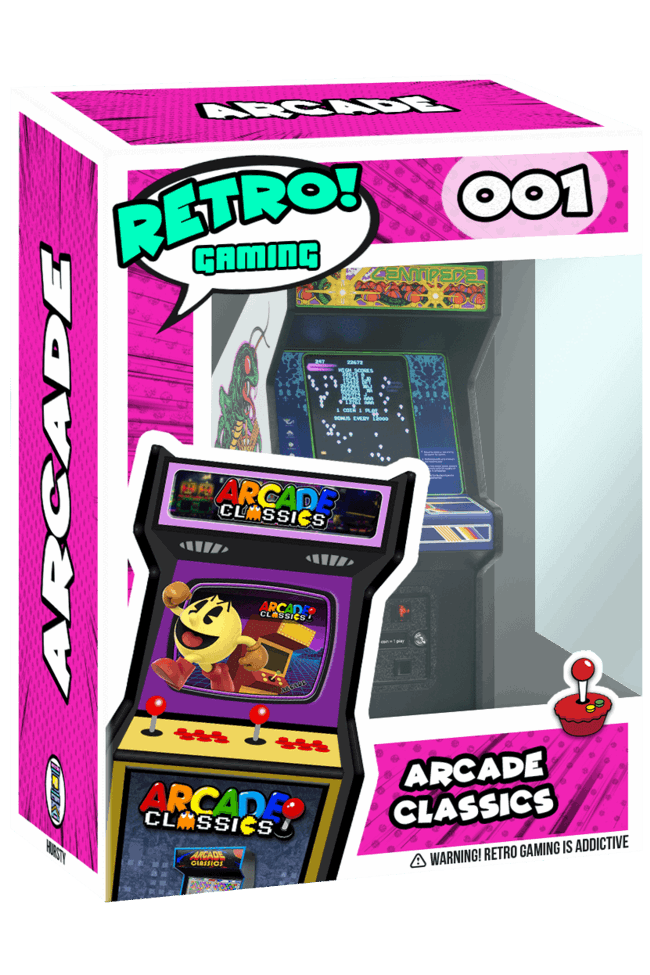 ARCADE
RETRO!
GAMING
001
ARCADE
CENTIPEDE
HIGH SCORES
1 COIN 1 PLAY
BONUS EVERY 12000
ARCADE
CLASSICS
ARCADE
CLASSICS
ARCADE
CLASSICS
ARCADE
CLASSICS
ARCADE
CLASSICS
WARNING! RETRO GAMING IS ADDICTIVE
HURSTY